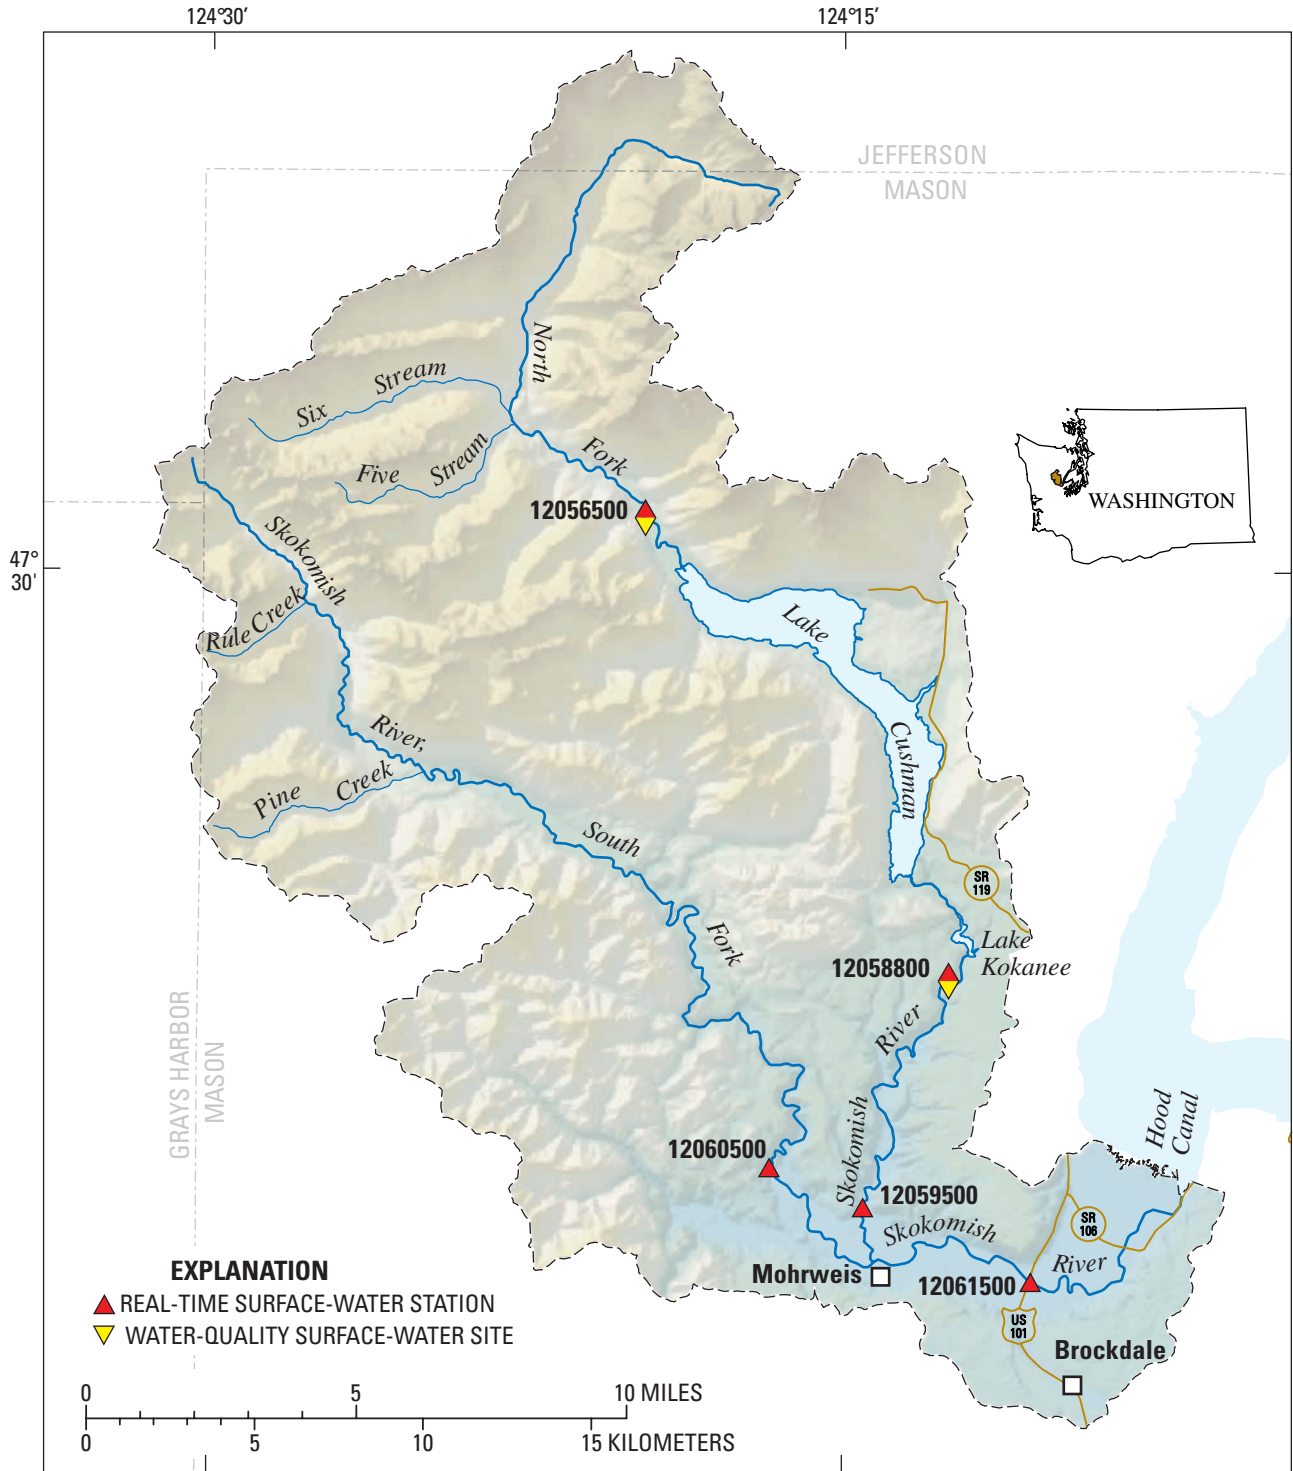 124°30'
124°15'
JEFFERSON
MASON
North
Six Stream
Five Stream
Fork
12056500
WASHINGTON
47°
30'
Skokomish
Rule Creek
Lake
Cushman
River,
Pine Creek
South
Fork
SR
119
Lake
Kokanee
12058800
River
GRAYS HARBOR
MASON
Hood
Canal
Skokomish
12060500
12059500
SR
106
Skokomish
River
Mohrweis
12061500
US
101
Brockdale
EXPLANATION
REAL-TIME SURFACE-WATER STATION
WATER-QUALITY SURFACE-WATER SITE
0 5 10 MILES
0 5 10 15 KILOMETERS